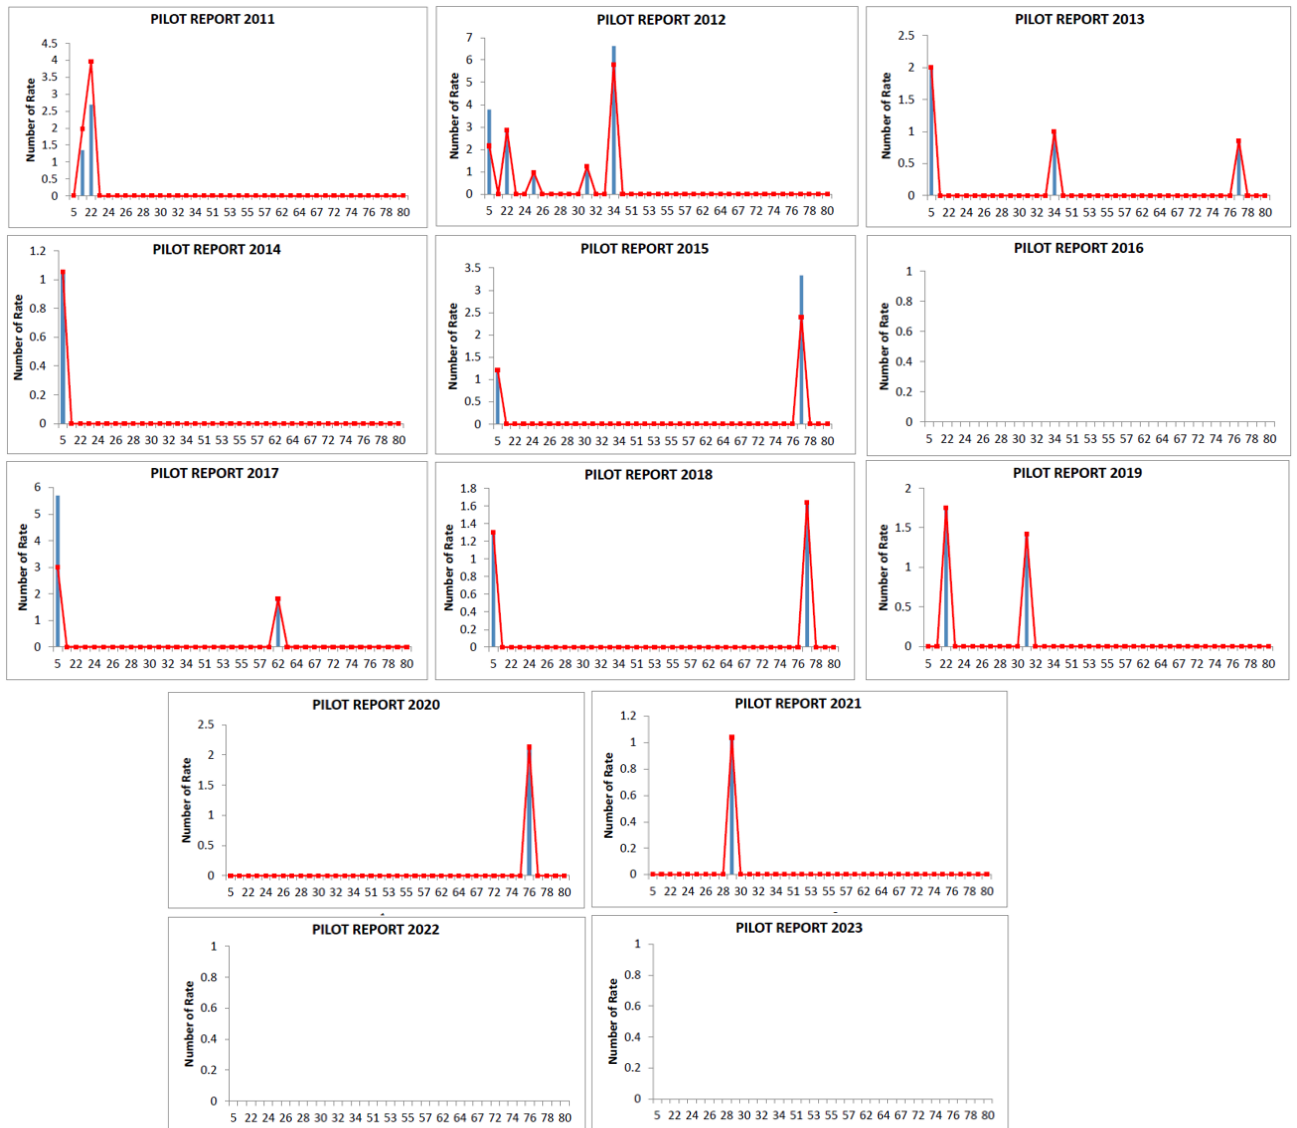 PILOT REPORT 2011
Number of Rate
4.5
4
3.5
3
2.5
2
1.5
1
0.5
0
5 22 24 26 28 30 32 34 51 53 55 57 62 64 67 72 74 76 78 80
PILOT REPORT 2012
Number of Rate
7
6
5
4
3
2
1
0
5 22 24 26 28 30 32 34 51 53 55 57 62 64 67 72 74 76 78 80
PILOT REPORT 2013
Number of Rate
2.5
2
1.5
1
0.5
0
5 22 24 26 28 30 32 34 51 53 55 57 62 64 67 72 74 76 78 80
PILOT REPORT 2014
Number of Rate
1.2
1
0.8
0.6
0.4
0.2
0
5 22 24 26 28 30 32 34 51 53 55 57 62 64 67 72 74 76 78 80
PILOT REPORT 2015
Number of Rate
3.5
3
2.5
2
1.5
1
0.5
0
5 22 24 26 28 30 32 34 51 53 55 57 62 64 67 72 74 76 78 80
PILOT REPORT 2016
Number of Rate
1
0.8
0.6
0.4
0.2
0
5 22 24 26 28 30 32 34 51 53 55 57 62 64 67 72 74 76 78 80
PILOT REPORT 2017
Number of Rate
6
5
4
3
2
1
0
5 22 24 26 28 30 32 34 51 53 55 57 62 67 72 74 76 78 80
PILOT REPORT 2018
Number of Rate
1.8
1.6
1.4
1.2
1
0.8
0.6
0.4
0.2
0
5 22 24 26 28 30 32 34 51 53 55 57 62 64 67 72 74 76 78 80
PILOT REPORT 2019
Number of Rate
2
1.5
1
0.5
0
5 22 24 26 28 30 32 34 51 53 55 57 62 64 67 72 74 76 78 80
PILOT REPORT 2020
Number of Rate
2.5
2
1.5
1
0.5
0
5 22 24 26 28 30 32 34 51 53 55 57 62 64 67 72 74 76 78 80
PILOT REPORT 2021
Number of Rate
1.2
1
0.8
0.6
0.4
0.2
0
5 22 24 26 28 30 32 34 51 53 55 57 62 64 67 72 74 76 78 80
PILOT REPORT 2022
Number of Rate
1
0.8
0.6
0.4
0.2
0
5 22 24 26 28 30 32 34 51 53 55 57 62 64 67 72 74 76 78 80
PILOT REPORT 2023
Number of Rate
1
0.8
0.6
0.4
0.2
0
5 22 24 26 28 30 32 34 51 53 55 57 62 64 67 72 74 76 78 80